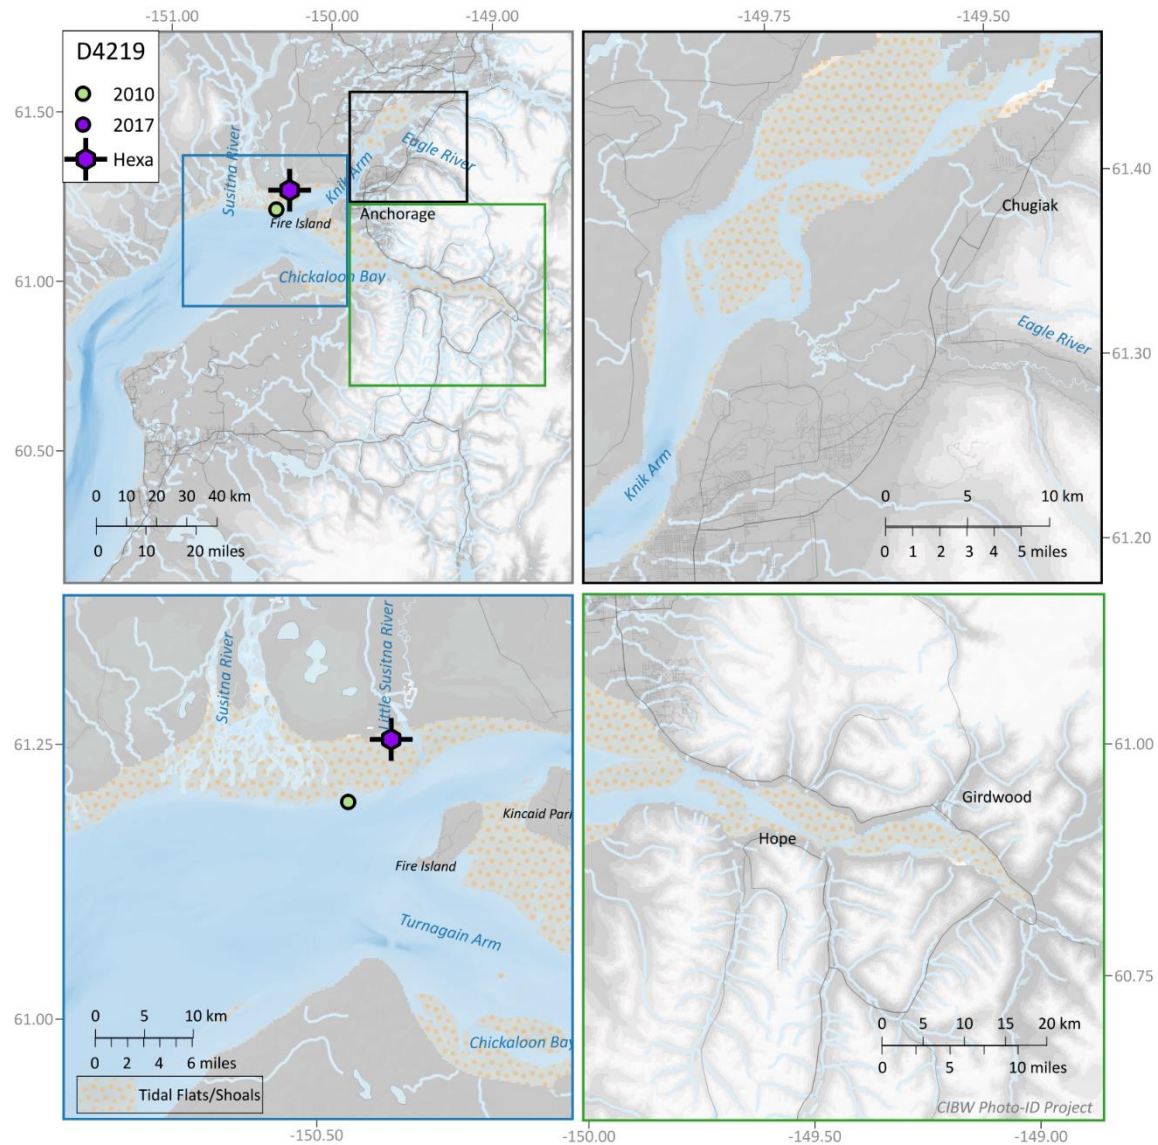 -151.00 -150.00 -149.00 -149.75 -149.50
D4219
2010
2017
Hexa
61.50
61.00
60.50
Susitna River
Knik Arm
Eagle River
Anchorage
Fire Island
Chickaloon Bay
0 10 20 30 40 km
0 10 20 miles
61.40
61.30
61.20
Chugiak
Eagle River
Knik Arm
0 5 10 km
0 1 2 3 4 5 miles
Susitna River
Little Susitna River
61.25
61.00
Kincaid Par
Fire Island
Turnagain Arm
Chickaloon Bay
0 5 10 km
0 2 4 6 miles
Tidal Flats/Shoals
61.00
60.75
Girdwood
Hope
0 5 10 15 20 km
0 5 10 miles
CIBW Photo-ID Project
-150.50 -150.00 -149.50 -149.00